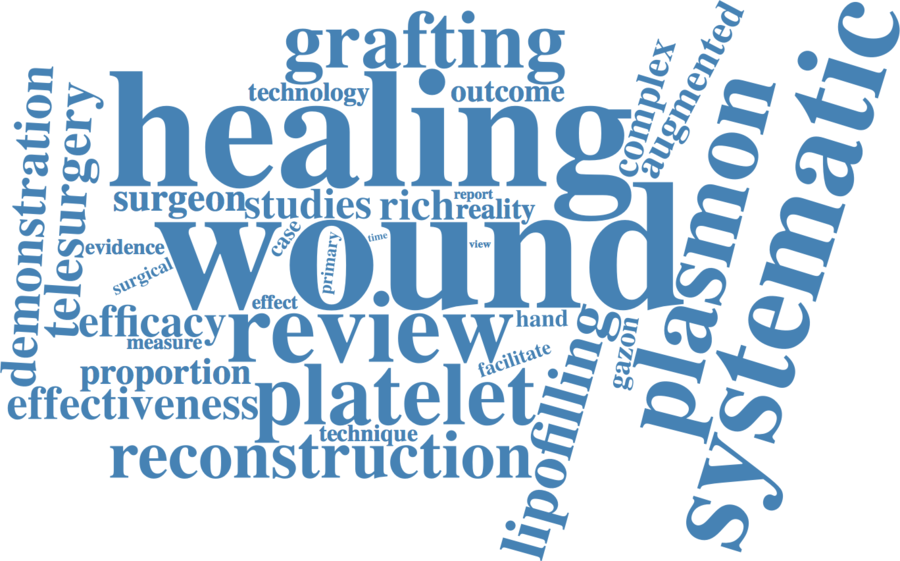 grafting
technology
outcome
healing
complex
augmented
systematic
plasmon
demonstration
telesurgery
surgeon
studies
rich
report
reality
wound
evidence
surgical
case
primary
time
view
effect
efficacy
measure
review
hand
facilitate
gazon
lipofilling
proportion
effectiveness
platelet
technique
reconstruction